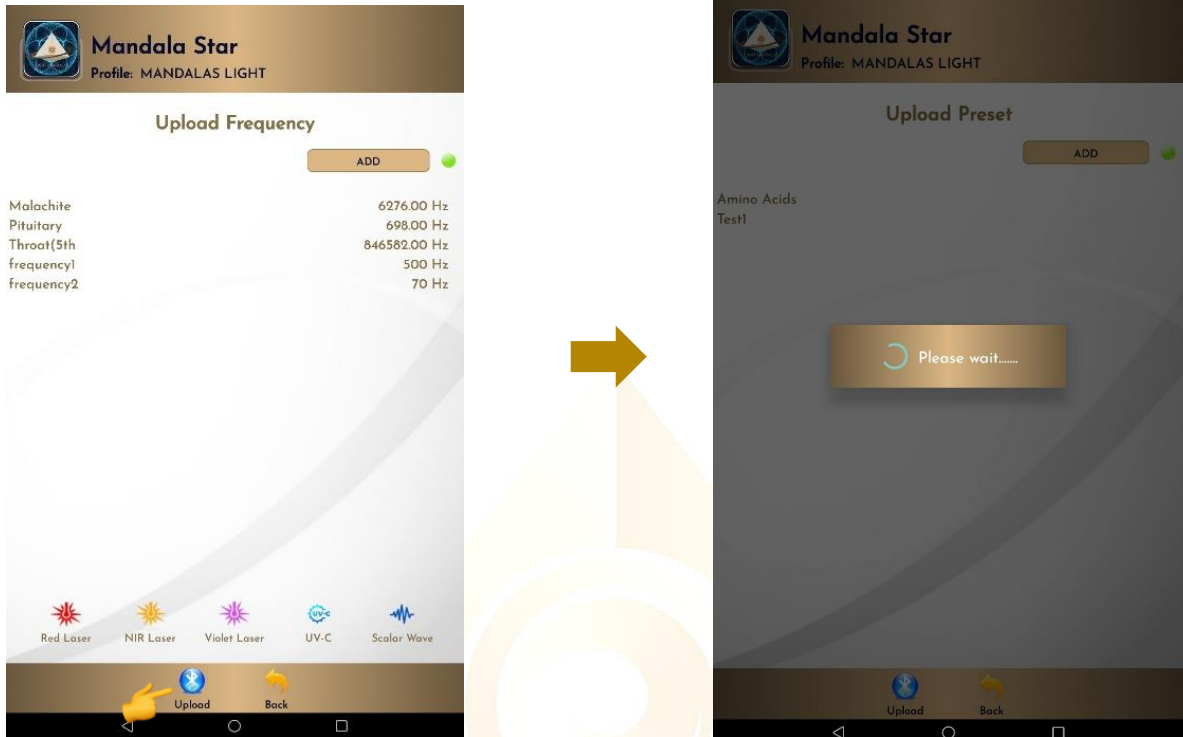 Mandala Star
Profile: MANDALAS LIGHT
Upload Frequency
ADD
Malachite 6276.00 Hz
Pituitary 698.00 Hz
Throat(5th 846582.00 Hz
frequency1 500 Hz
frequency2 70 Hz
Red Laser NIR Laser Violet Laser UV-C Scalar Wave
Upload Back
Mandala Star
Profile: MANDALAS LIGHT
Upload Preset
ADD
Amino Acids
Test1
Please wait.......
Upload Back